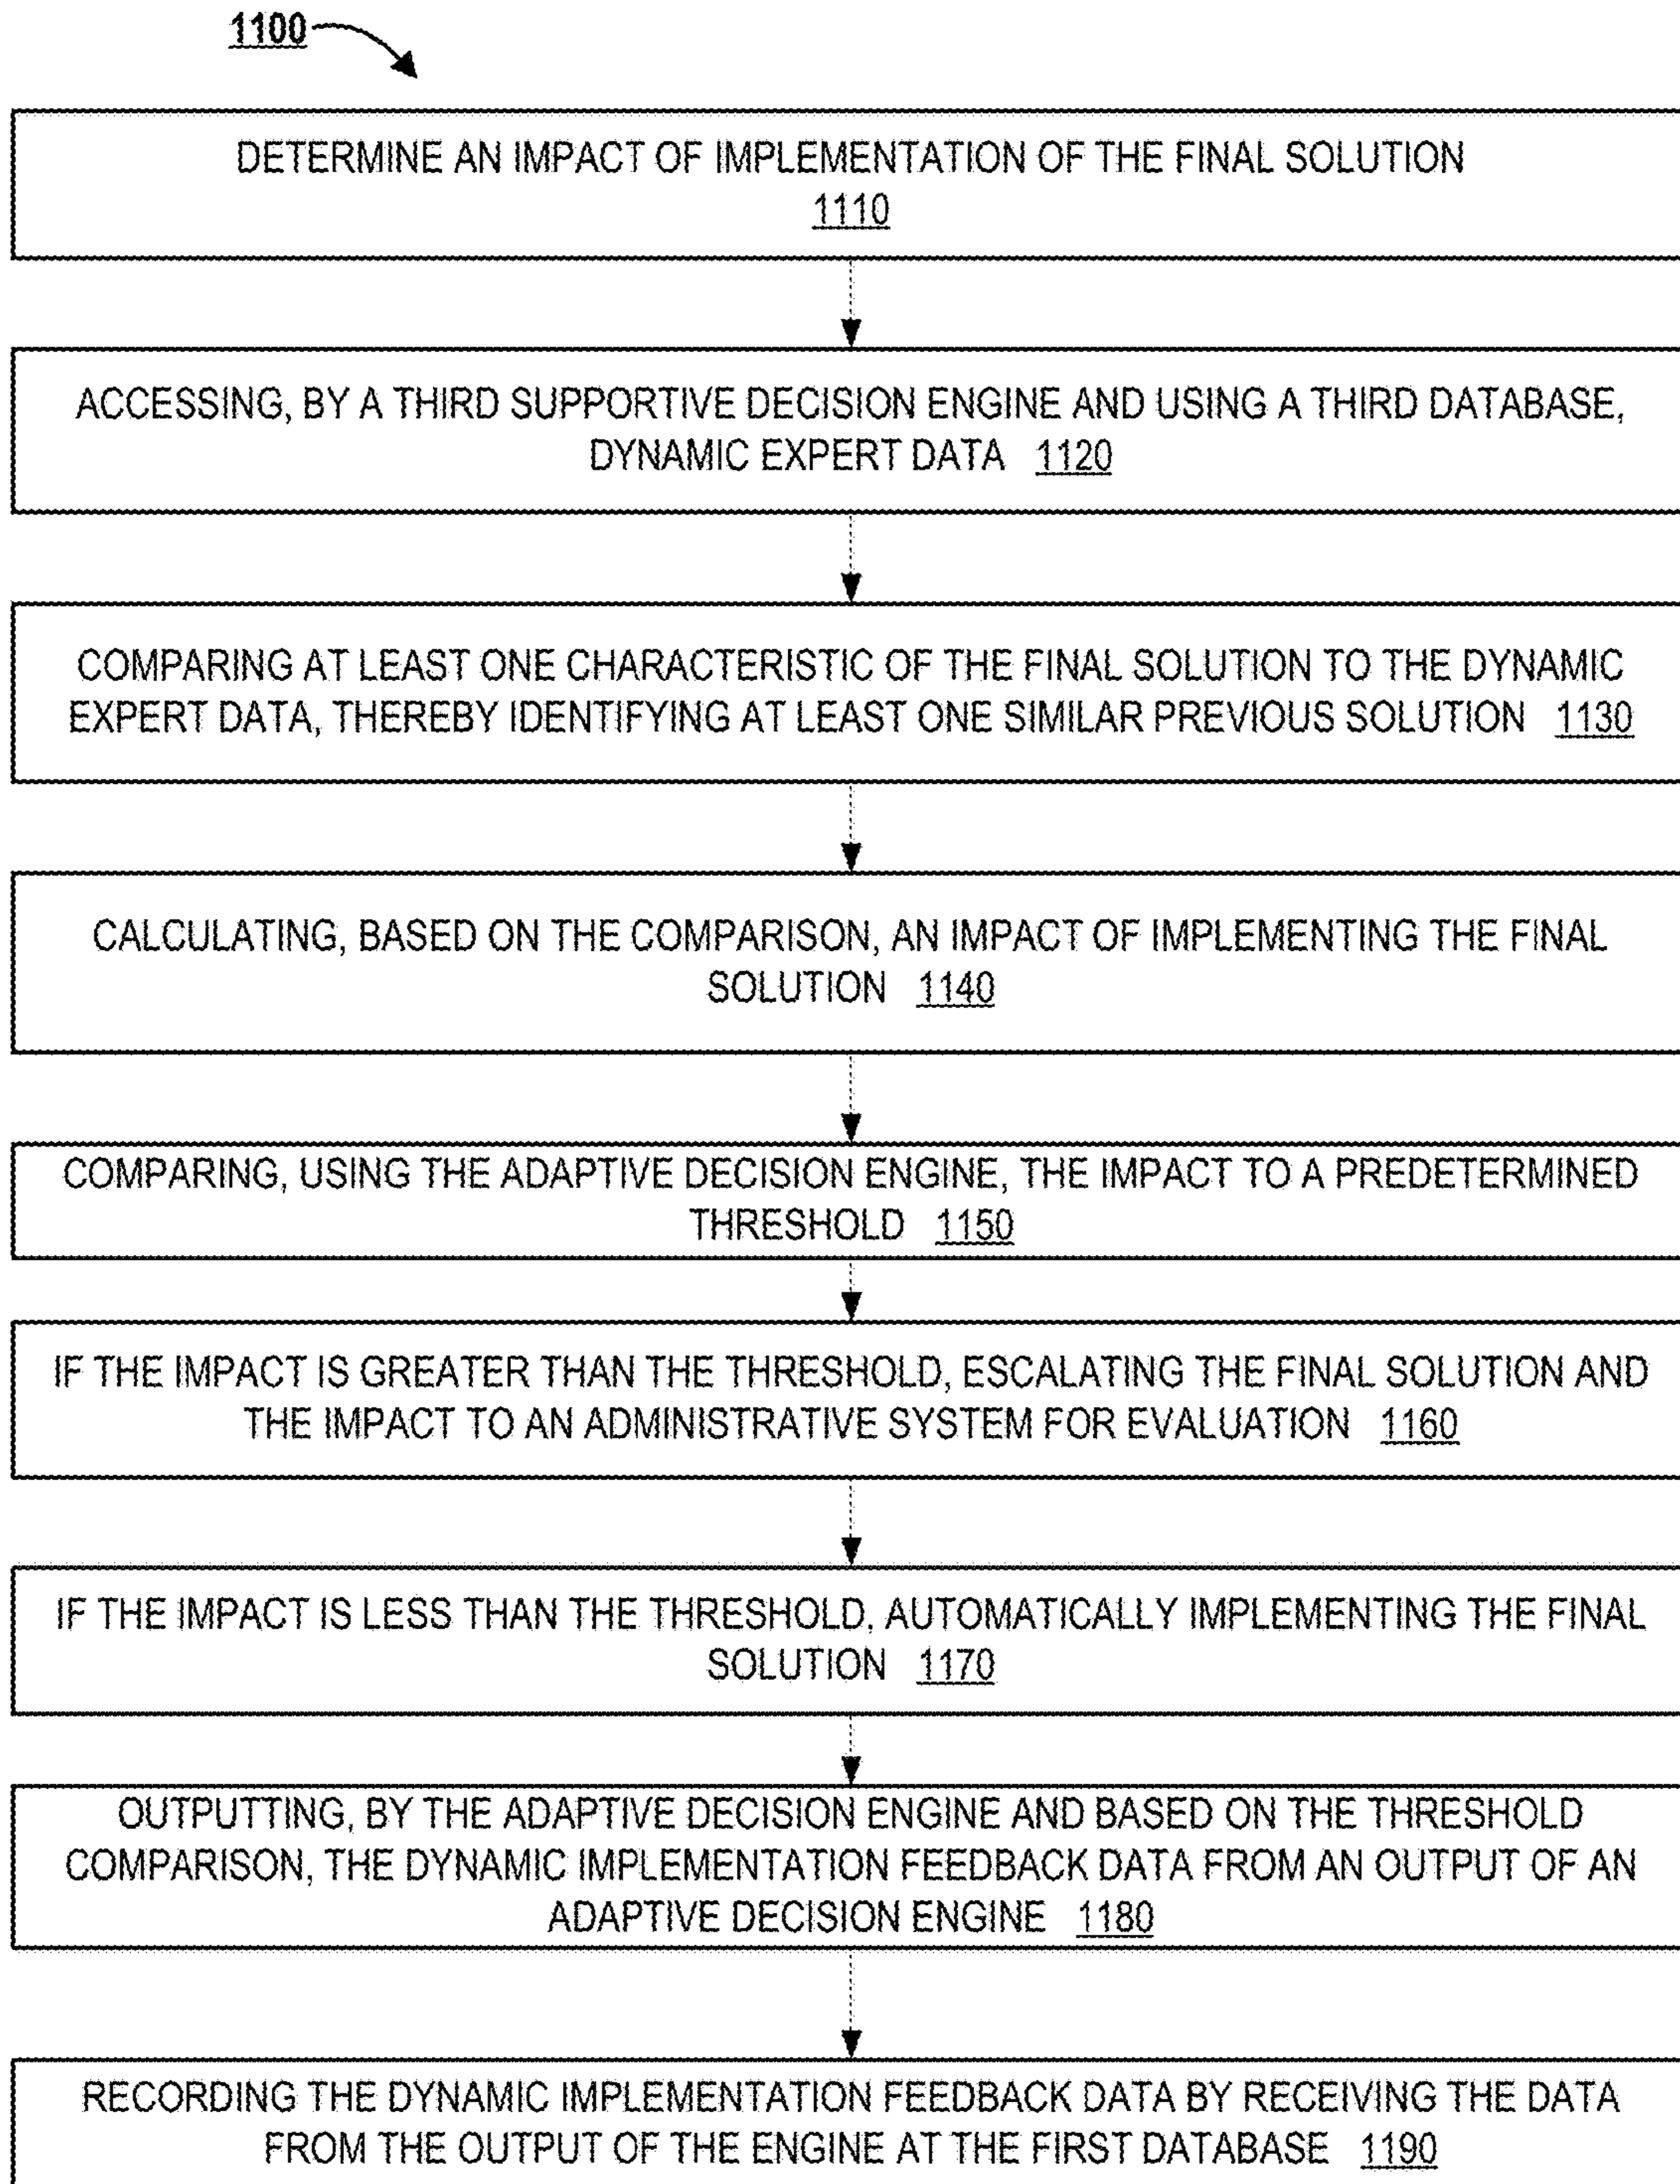 1100
DETERMINE AN IMPACT OF IMPLEMENTATION OF THE FINAL SOLUTION
1110
ACCESSING, BY A THIRD SUPPORTIVE DECISION ENGINE AND USING A THIRD DATABASE,
DYNAMIC EXPERT DATA 1120
COMPARING AT LEAST ONE CHARACTERISTIC OF THE FINAL SOLUTION TO THE DYNAMIC
EXPERT DATA, THEREBY IDENTIFYING AT LEAST ONE SIMILAR PREVIOUS SOLUTION 1130
CALCULATING, BASED ON THE COMPARISON, AN IMPACT OF IMPLEMENTING THE FINAL
SOLUTION 1140
COMPARING, USING THE ADAPTIVE DECISION ENGINE, THE IMPACT TO A PREDETERMINED
THRESHOLD 1150
IF THE IMPACT IS GREATER THAN THE THRESHOLD, ESCALATING THE FINAL SOLUTION AND
THE IMPACT TO AN ADMINISTRATIVE SYSTEM FOR EVALUATION 1160
IF THE IMPACT IS LESS THAN THE THRESHOLD, AUTOMATICALLY IMPLEMENTING THE FINAL
SOLUTION 1170
OUTPUTTING, BY THE ADAPTIVE DECISION ENGINE AND BASED ON THE THRESHOLD
COMPARISON, THE DYNAMIC IMPLEMENTATION FEEDBACK DATA FROM AN OUTPUT OF AN
ADAPTIVE DECISION ENGINE 1180
RECORDING THE DYNAMIC IMPLEMENTATION FEEDBACK DATA BY RECEIVING THE DATA
FROM THE OUTPUT OF THE ENGINE AT THE FIRST DATABASE 1190